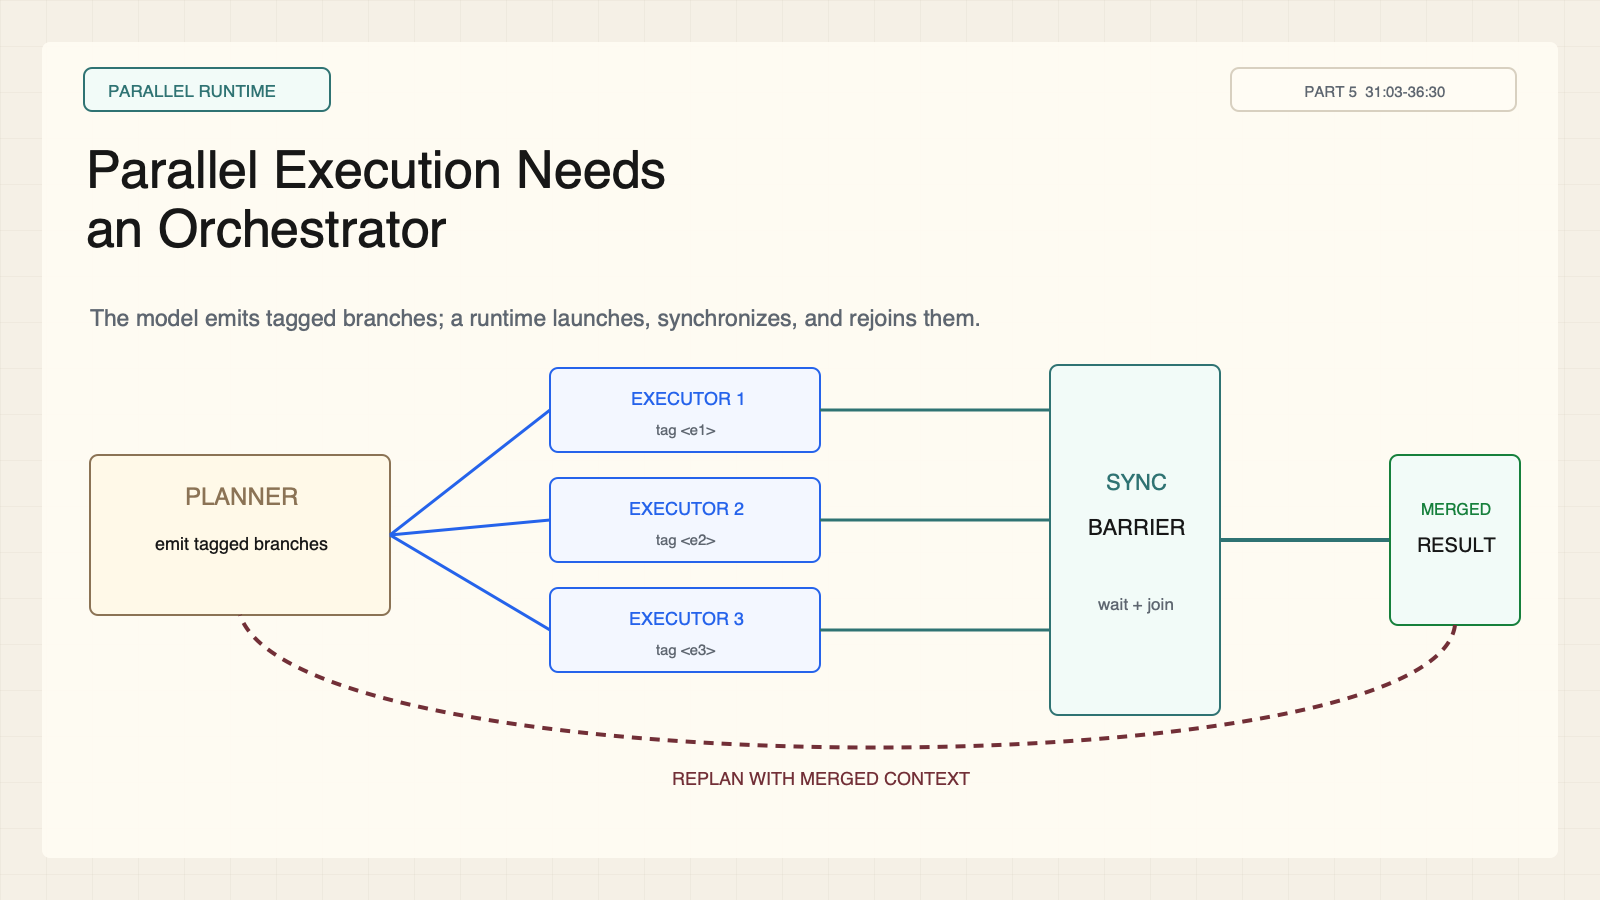 PARALLEL RUNTIME
PART 5 31:03-36:30
Parallel Execution Needs
an Orchestrator
The model emits tagged branches; a runtime launches, synchronizes, and rejoins them.
PLANNER
emit tagged branches
EXECUTOR 1
tag <e1>
EXECUTOR 2
tag <e2>
EXECUTOR 3
tag <e3>
SYNC
BARRIER
wait + join
MERGED
RESULT
REPLAN WITH MERGED CONTEXT